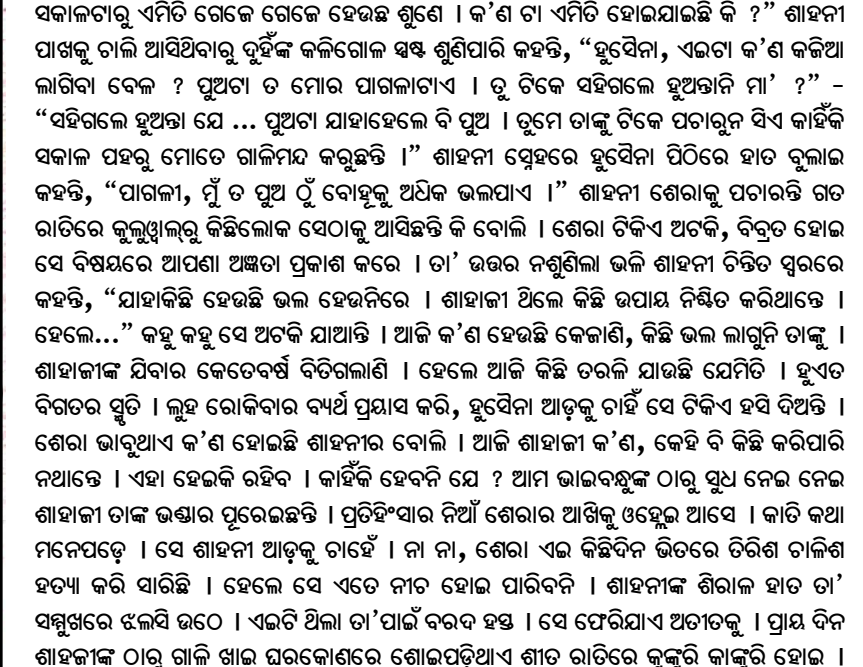 ସକାଳଟାରୁ ଏମିତି ଗେଜେ ଗେଜେ ହେଉଛ ଶୁଣେ । କ'ଣ ଟା ଏମିତି ହୋଇଯାଇଛି କି ?” ଶାହନୀ
ପାଖକୁ ଚାଲି ଆସିଥିବାରୁ ଦୁହିଁଙ୍କ କଳିଗୋଳ ସ୍ପଷ୍ଟ ଶୁଣିପାରି କହନ୍ତି, “ହୁସୈନା, ଏଇଟା କ'ଣ କଜିଆ
ଲାଗିବା ବେଳ ? ପୁଅଟା ତ ମୋର ପାଗଳାଟାଏ । ତୁ ଟିକେ ସହିଗଲେ ହୁଅନ୍ତାନି ମା' ?” -
“ସହିଗଲେ ହୁଅନ୍ତା ଯେ ... ପୁଅଟା ଯାହାହେଲେ ବି ପୁଅ । ତୁମେ ତାଙ୍କୁ ଟିକେ ପଚାରୁନ ସିଏ କାହିଁକି
ସକାଳ ପହରୁ ମୋତେ ଗାଳିମନ୍ଦ କରୁଛନ୍ତି ।” ଶାହନୀ ସ୍ନେହରେ ହୁସୈନା ପିଠିରେ ହାତ ବୁଲାଇ
କହନ୍ତି, “ପାଗଳୀ, ମୁଁ ତ ପୁଅ ଠୁଁ ବୋହୂକୁ ଅଧିକ ଭଲପାଏ ।” ଶାହନୀ ଶେରାକୁ ପଚାରନ୍ତି ଗତ
ରାତିରେ କୁଲୁୱାଲ୍‌ରୁ କିଛିଲୋକ ସେଠାକୁ ଆସିଛନ୍ତି କି ବୋଲି । ଶେରା ଟିକିଏ ଅଟକି, ବିବ୍ରତ ହୋଇ
ସେ ବିଷୟରେ ଆପଣା ଅଜ୍ଞତା ପ୍ରକାଶ କରେ । ତା' ଉତ୍ତର ନଶୁଣିଲା ଭଳି ଶାହନୀ ଚିନ୍ତିତ ସ୍ୱରରେ
କହନ୍ତି, “ଯାହାକିଛି ହେଉଛି ଭଲ ହେଉନିରେ । ଶାହାଜୀ ଥିଲେ କିଛି ଉପାୟ ନିଶ୍ଚିତ କରିଥାନ୍ତେ ।
ହେଲେ...” କହୁ କହୁ ସେ ଅଟକି ଯାଆନ୍ତି । ଆଜି କ'ଣ ହେଉଛି କେଜାଣି, କିଛି ଭଲ ଲାଗୁନି ତାଙ୍କୁ ।
ଶାହାଜୀଙ୍କ ଯିବାର କେତେବର୍ଷ ବିତିଗଲାଣି । ହେଲେ ଆଜି କିଛି ତରଳି ଯାଉଛି ଯେମିତି । ହୁଏତ
ବିଗତର ସ୍ମୃତି । ଲୁହ ରୋକିବାର ବ୍ୟର୍ଥ ପ୍ରୟାସ କରି, ହୁସୈନା ଆଡ଼କୁ ଚାହିଁ ସେ ଟିକିଏ ହସି ଦିଅନ୍ତି ।
ଶେରା ଭାବୁଥାଏ କ'ଣ ହୋଇଛି ଶାହନୀର ବୋଲି । ଆଜି ଶାହାଜୀ କ'ଣ, କେହି ବି କିଛି କରିପାରି
ନଥାନ୍ତେ । ଏହା ହେଇକି ରହିବ । କାହିଁକି ହେବନି ଯେ ? ଆମ ଭାଇବନ୍ଧୁଙ୍କ ଠାରୁ ସୁଧ ନେଇ ନେଇ
ଶାହାଜୀ ତାଙ୍କ ଭଣ୍ଡାର ପୂରେଇଛନ୍ତି । ପ୍ରତିହିଂସାର ନିଆଁ ଶେରାର ଆଖିକୁ ଓହ୍ଲେଇ ଆସେ । କାତି କଥା
ମନେପଡ଼େ । ସେ ଶାହନୀ ଆଡ଼କୁ ଚାହେଁ । ନା ନା, ଶେରା ଏଇ କିଛିଦିନ ଭିତରେ ତିରିଶ ଚାଳିଶ
ହତ୍ୟା କରି ସାରିଛି । ହେଲେ ସେ ଏତେ ନୀଚ ହୋଇ ପାରିବନି । ଶାହନୀଙ୍କ ଶିରାଳ ହାତ ତା'
ସମ୍ମୁଖରେ ଝଲସି ଉଠେ । ଏଇଟି ଥିଲା ତା'ପାଇଁ ବରଦ ହସ୍ତ । ସେ ଫେରିଯାଏ ଅତୀତକୁ । ପ୍ରାୟ ଦିନ
ଶାହଜୀଙ୍କ ଠାରୁ ଗାଳି ଖାଇ ଘରକୋଣରେ ଶୋଇପଡ଼ିଥାଏ ଶୀତ ରାତିରେ କୁଙ୍କୁରି କାଙ୍କୁରି ହୋଇ ।